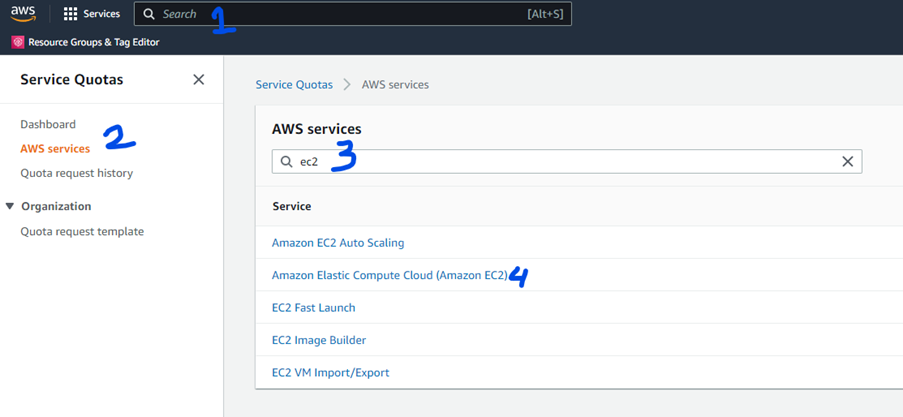 aws Services Search 1 [Alt+S]
Resource Groups & Tag Editor
Service Quotas
Dashboard
AWS services 2
Quota request history
Organization
Quota request template
Service Quotas AWS services
AWS services
ec2 3
Service
Amazon EC2 Auto Scaling
Amazon Elastic Compute Cloud (Amazon EC2) 4
EC2 Fast Launch
EC2 Image Builder
EC2 VM Import/Export